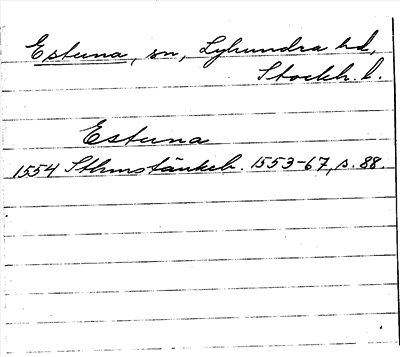 Estuna, sn, Lyhundra hd,
Stockh. l.
Estuna
1554 Sthmstänkeb. 1553-67, s. 88.